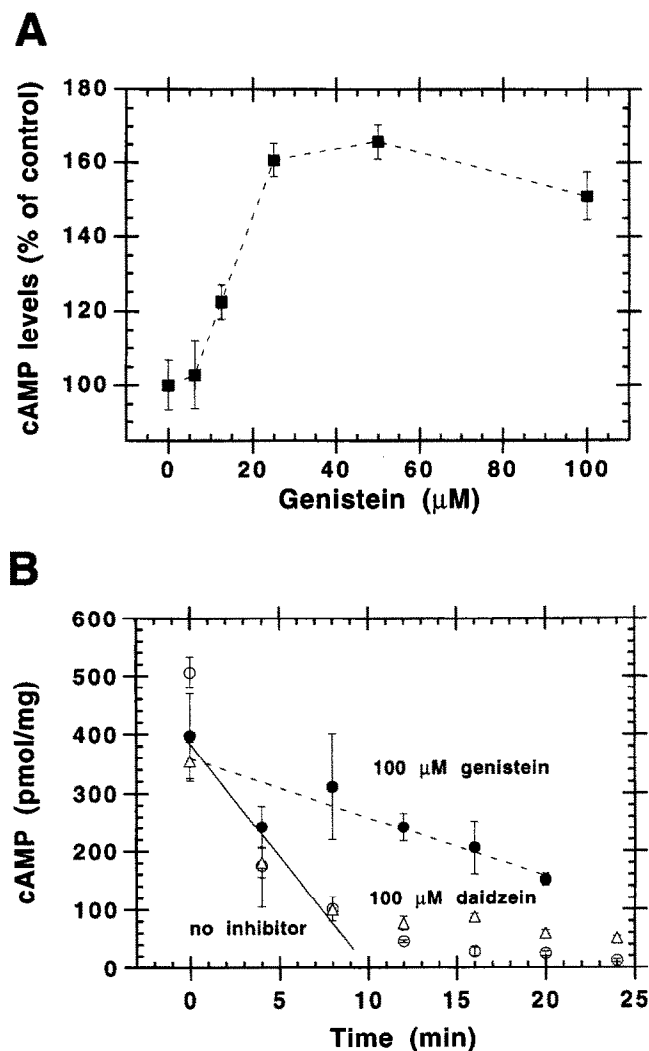 A
180
160
140
120
100
cAMP levels (% of control)
0 20 40 60 80 100
Genistein (μM)
B
600
500
400
300
200
100
0
cAMP (pmol/mg)
100 μM genistein
100 μM daidzein
no inhibitor
0 5 10 15 20 25
Time (min)